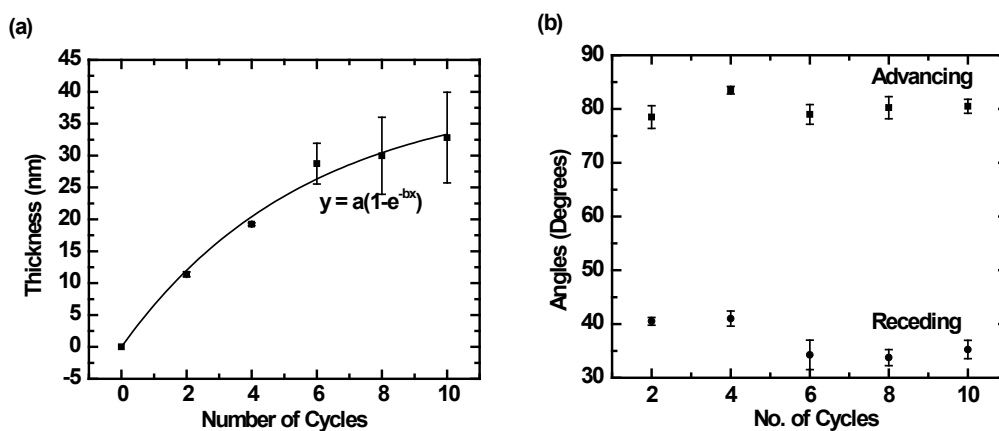 (a)
45
40
35
30
25
20
15
10
5
0
-5
Thickness (nm)
y = a(1-e^-bx)
0 2 4 6 8 10
Number of Cycles
(b)
90
80
70
60
50
40
30
Angles (Degrees)
Advancing
Receding
2 4 6 8 10
No. of Cycles